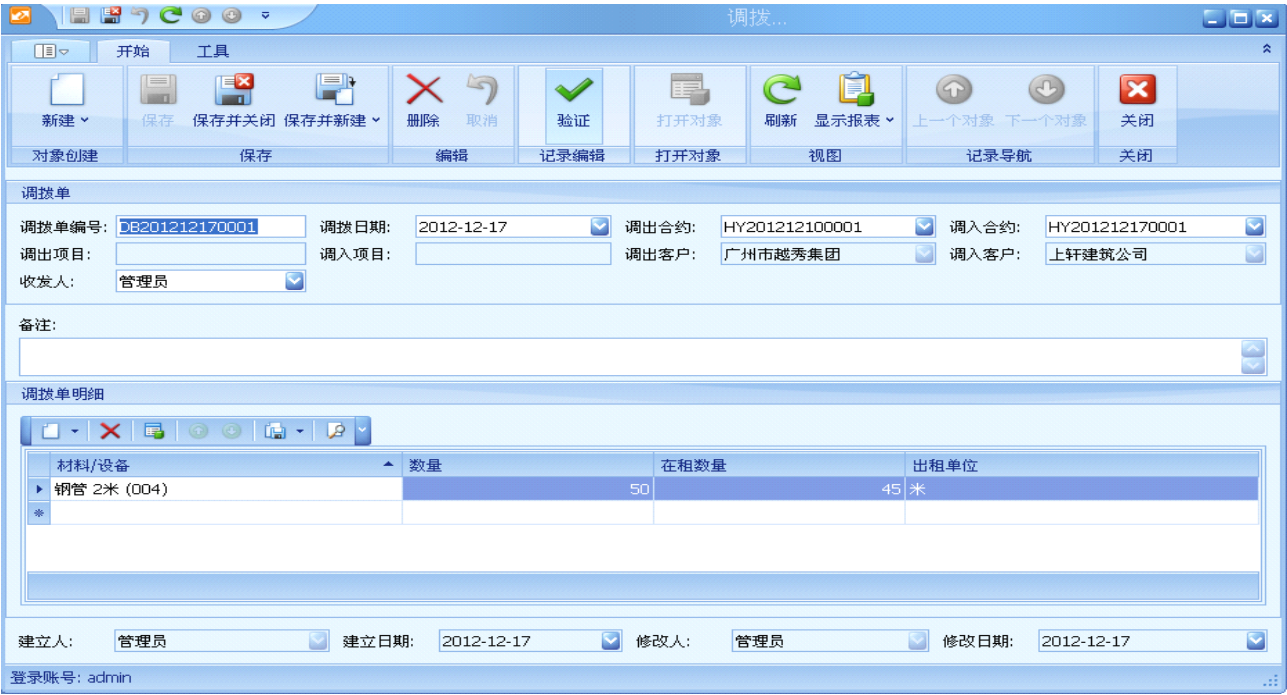 调拨...
开始 工具
新建 保存 保存并关闭 保存并新建 删除 取消 验证 打开对象 刷新 显示报表 上一个对象 下一个对象 关闭
对象创建 保存 编辑 记录编辑 打开对象 视图 记录导航 关闭
调拨单
调拨单编号: DB201212170001 调拨日期: 2012-12-17 调出合约: HY201212100001 调入合约: HY201212170001
调出项目: 调入项目: 调出客户: 广州市越秀集团 调入客户: 上轩建筑公司
收发人: 管理员
备注:
调拨单明细
材料/设备 数量 在租数量 出租单位
钢管 2米 (004) 50 45 米
建立人: 管理员 建立日期: 2012-12-17 修改人: 管理员 修改日期: 2012-12-17
登录账号: admin